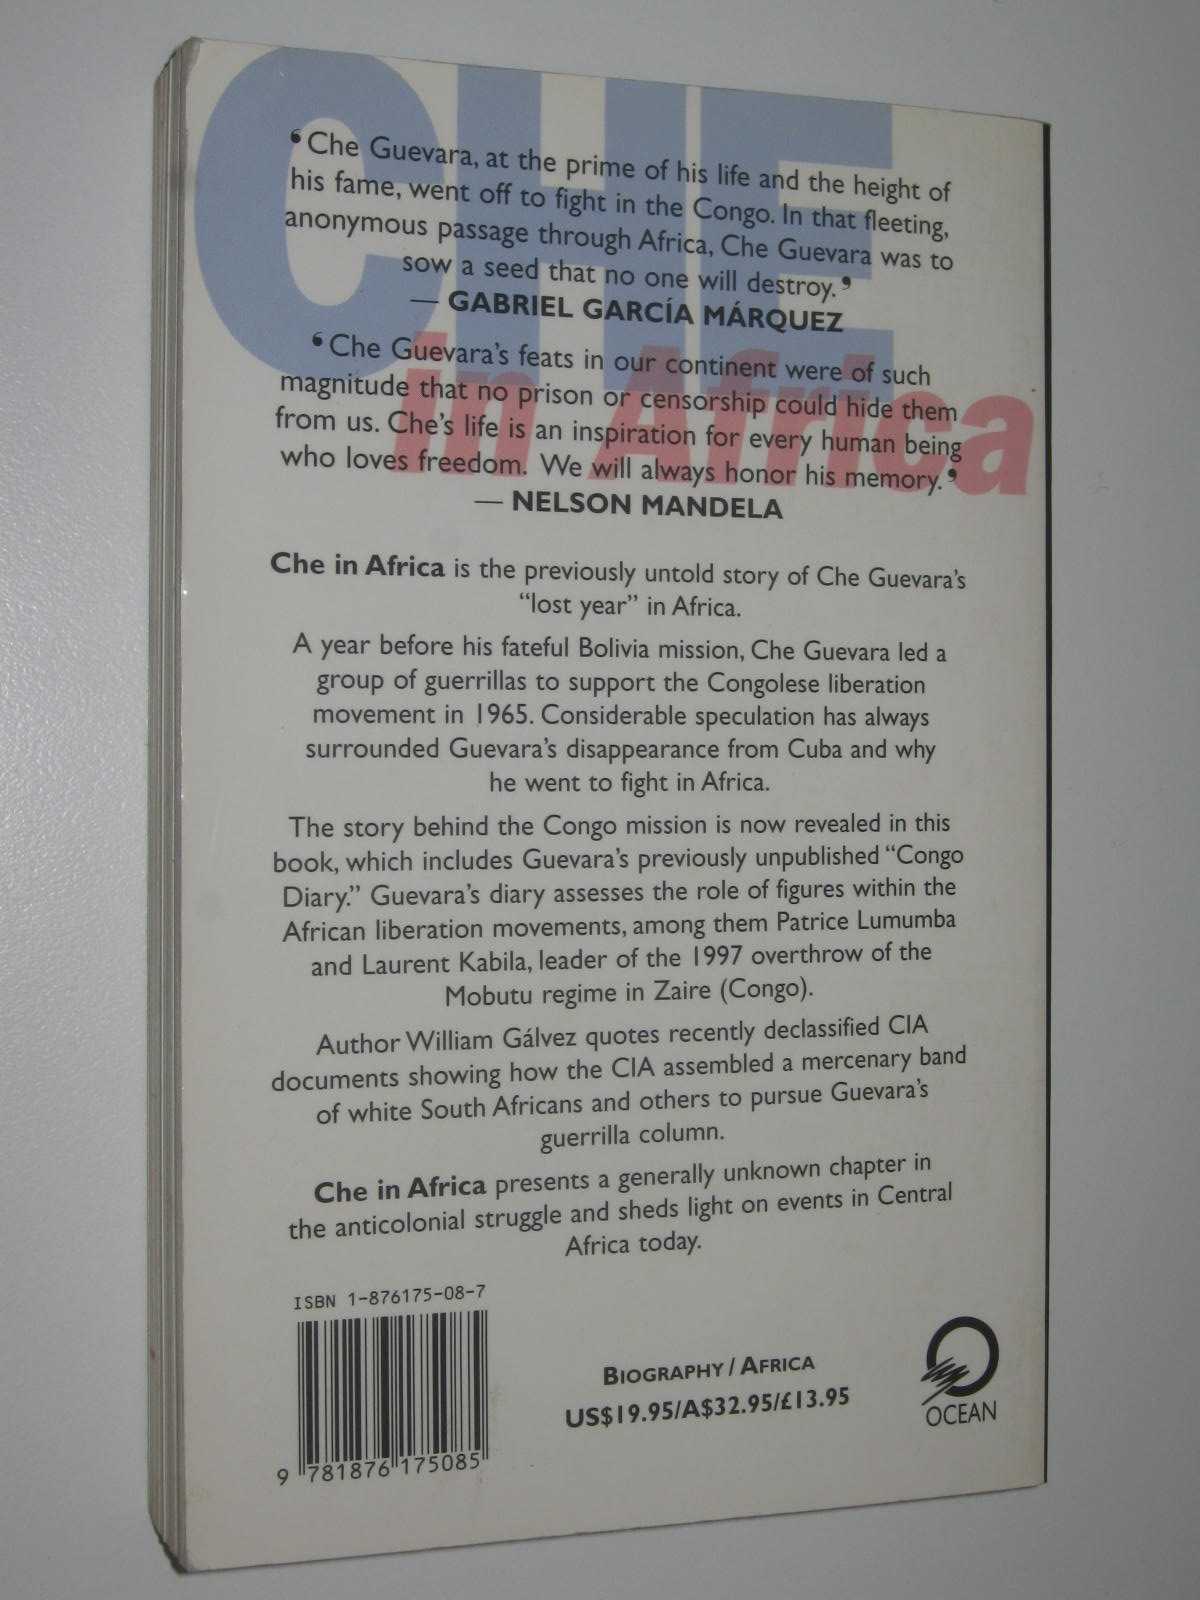 CHE
in Africa
‘Che Guevara, at the prime of his life and the height of
his fame, went off to fight in the Congo. In that fleeting,
anonymous passage through Africa, Che Guevara was to
sow a seed that no one will destroy.’
— GABRIEL GARCÍA MÁRQUEZ
‘Che Guevara's feats in our continent were of such
magnitude that no prison or censorship could hide them
from us. Che's life is an inspiration for every human being
who loves freedom. We will always honor his memory.’
— NELSON MANDELA
Che in Africa is the previously untold story of Che Guevara's
“lost year” in Africa.
A year before his fateful Bolivia mission, Che Guevara led a
group of guerrillas to support the Congolese liberation
movement in 1965. Considerable speculation has always
surrounded Guevara's disappearance from Cuba and why
he went to fight in Africa.
The story behind the Congo mission is now revealed in this
book, which includes Guevara's previously unpublished “Congo
Diary.” Guevara's diary assesses the role of figures within the
African liberation movements, among them Patrice Lumumba
and Laurent Kabila, leader of the 1997 overthrow of the
Mobutu regime in Zaire (Congo).
Author William Gálvez quotes recently declassified CIA
documents showing how the CIA assembled a mercenary band
of white South Africans and others to pursue Guevara's
guerrilla column.
Che in Africa presents a generally unknown chapter in
the anticolonial struggle and sheds light on events in Central
Africa today.
ISBN 1-876175-08-7
9 781876 175085
BIOGRAPHY / AFRICA
US$19.95/A$32.95/£13.95
OCEAN